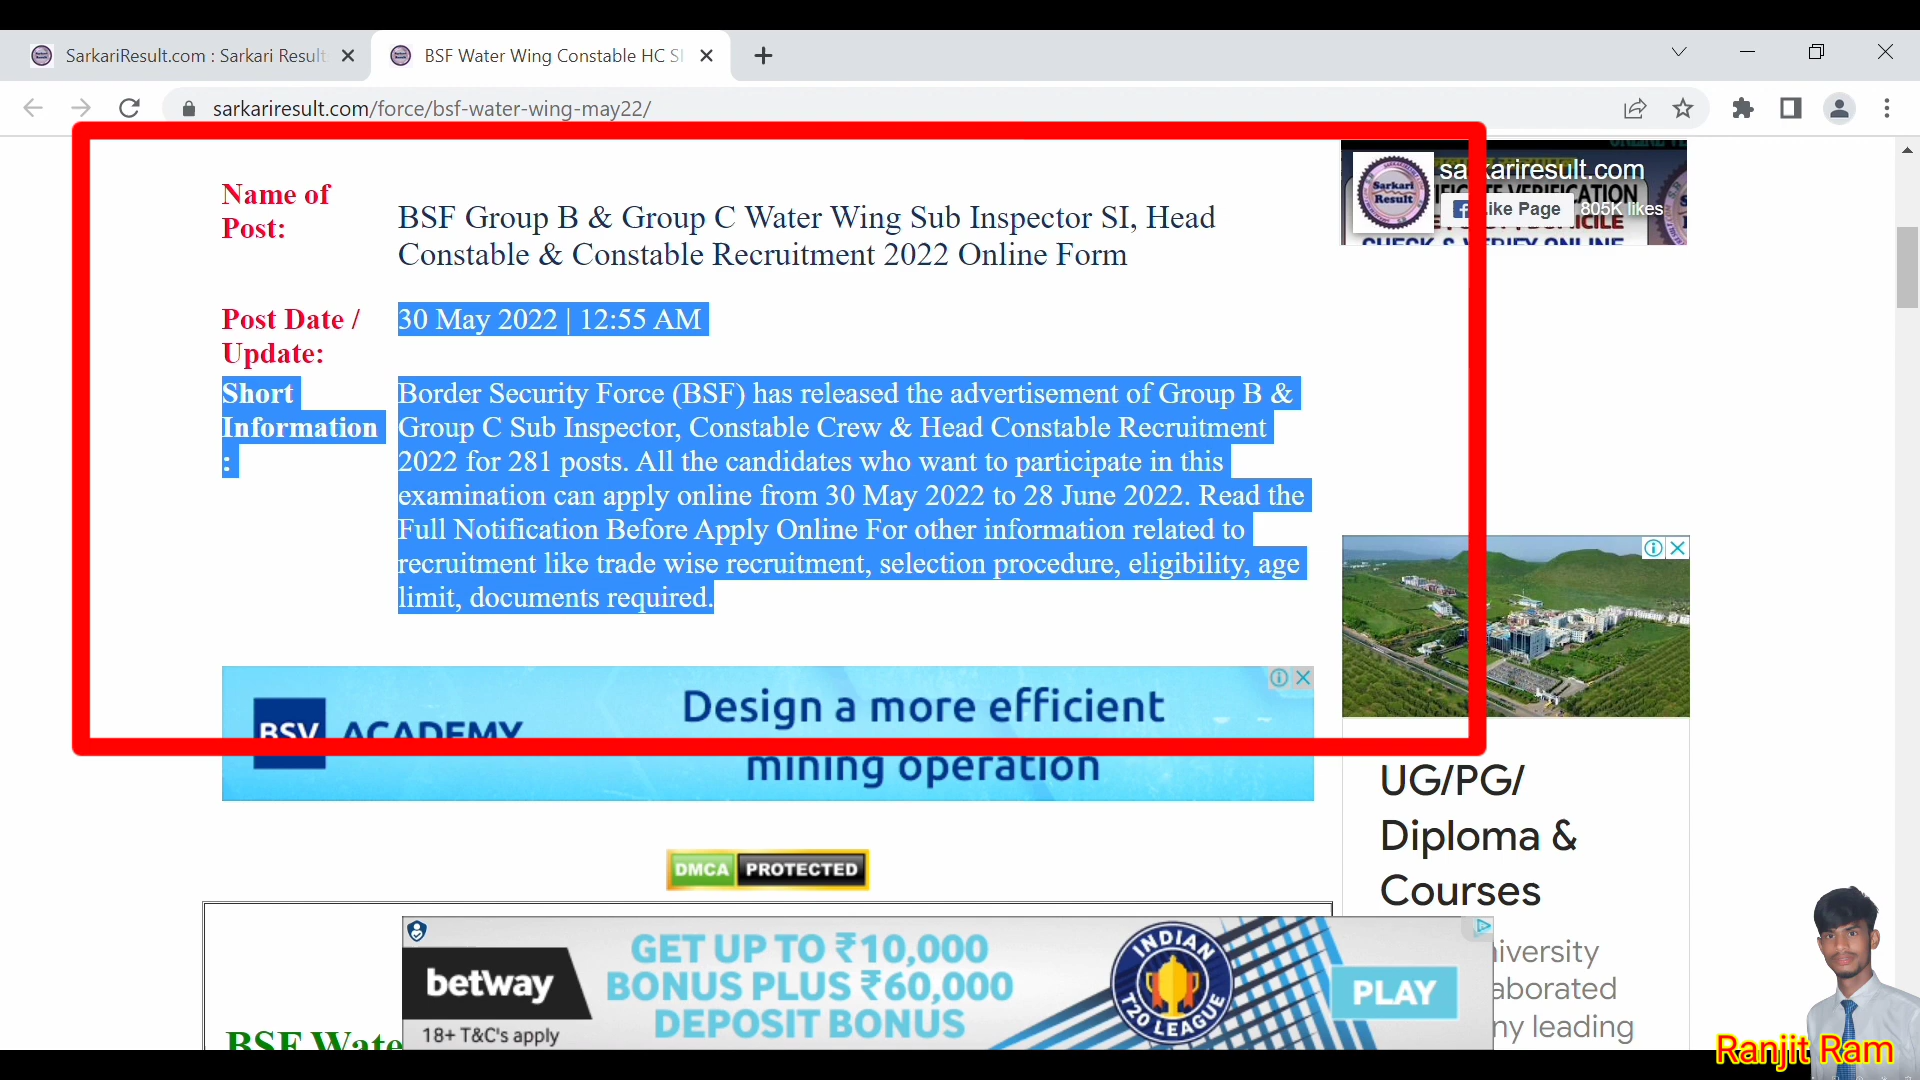 SarkariResult.com : Sarkari Result
BSF Water Wing Constable HC SI
sarkariresult.com/force/bsf-water-wing-may22/
Name of
Post:
BSF Group B & Group C Water Wing Sub Inspector SI, Head
Constable & Constable Recruitment 2022 Online Form
Post Date /
Update:
30 May 2022 | 12:55 AM
Short
Information
:
Border Security Force (BSF) has released the advertisement of Group B &
Group C Sub Inspector, Constable Crew & Head Constable Recruitment
2022 for 281 posts. All the candidates who want to participate in this
examination can apply online from 30 May 2022 to 28 June 2022. Read the
Full Notification Before Apply Online For other information related to
recruitment like trade wise recruitment, selection procedure, eligibility, age
limit, documents required.
sarkariresult.com
Sarkari
Result
VERIFICATION
Like Page
805K likes
CHECK & VERIFY ONLINE
BSV ACADEMY
Design a more efficient
mining operation
DMCA PROTECTED
UG/PG/
Diploma &
Courses
iversity
aborated
ny leading
BSF Wate
betway
18+ T&C's apply
GET UP TO ₹10,000
BONUS PLUS ₹60,000
DEPOSIT BONUS
INDIAN
T20 LEAGUE
PLAY
Ranjit Ram